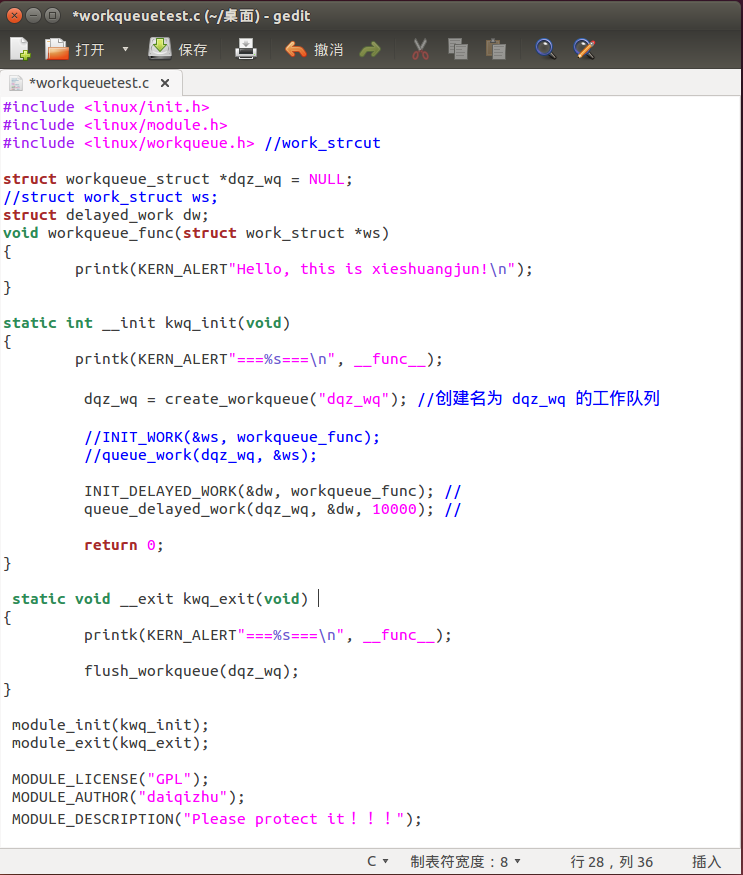 *workqueuetest.c (~/桌面) - gedit
打开 保存 撤消
*workqueuetest.c ×
#include <linux/init.h>
#include <linux/module.h>
#include <linux/workqueue.h> //work_strcut
struct workqueue_struct *dqz_wq = NULL;
//struct work_struct ws;
struct delayed_work dw;
void workqueue_func(struct work_struct *ws)
{
printk(KERN_ALERT"Hello, this is xieshuangjun!\n");
}
static int __init kwq_init(void)
{
printk(KERN_ALERT"===%s===\n", __func__);
dqz_wq = create_workqueue("dqz_wq"); //创建名为 dqz_wq 的工作队列
//INIT_WORK(&ws, workqueue_func);
//queue_work(dqz_wq, &ws);
INIT_DELAYED_WORK(&dw, workqueue_func); //
queue_delayed_work(dqz_wq, &dw, 10000); //
return 0;
}
static void __exit kwq_exit(void)
{
printk(KERN_ALERT"===%s===\n", __func__);
flush_workqueue(dqz_wq);
}
module_init(kwq_init);
module_exit(kwq_exit);
MODULE_LICENSE("GPL");
MODULE_AUTHOR("daiqizhu");
MODULE_DESCRIPTION("Please protect it！！！");
C 制表符宽度：8 行 28，列 36 插入